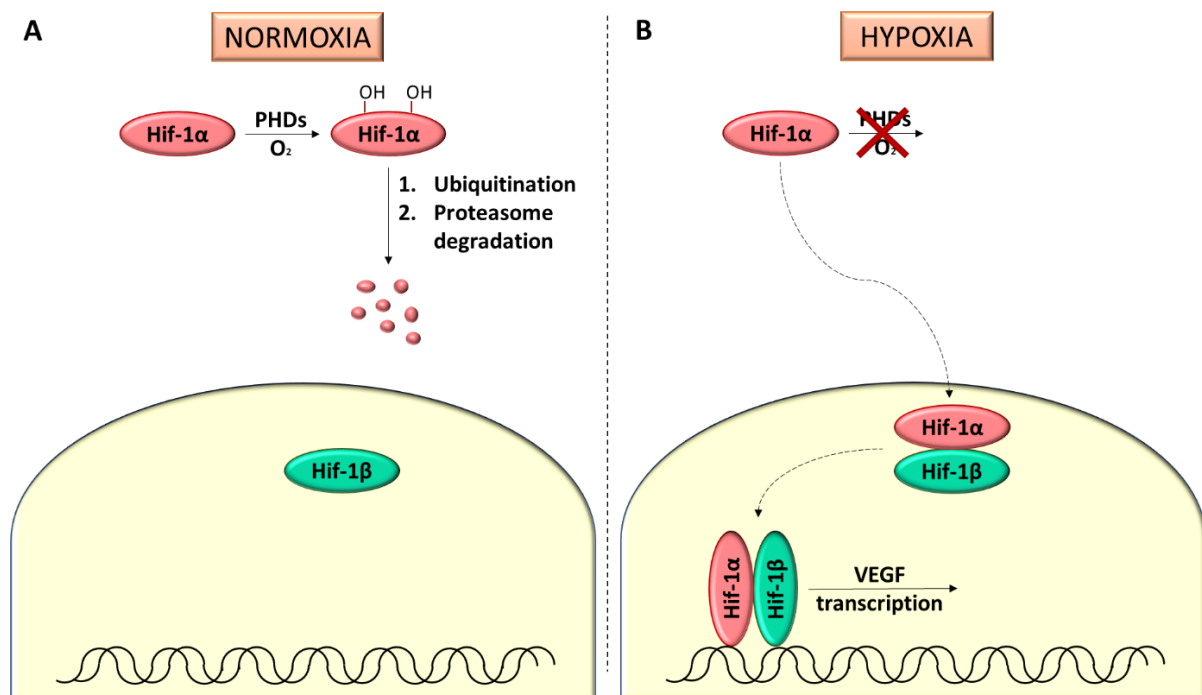 A
NORMOXIA
Hif-1α
PHDs
O₂
OH
OH
Hif-1α
1. Ubiquitination
2. Proteasome
degradation
Hif-1β
B
HYPOXIA
Hif-1α
PHDs
O₂
Hif-1α
Hif-1β
Hif-1α
Hif-1β
VEGF
transcription